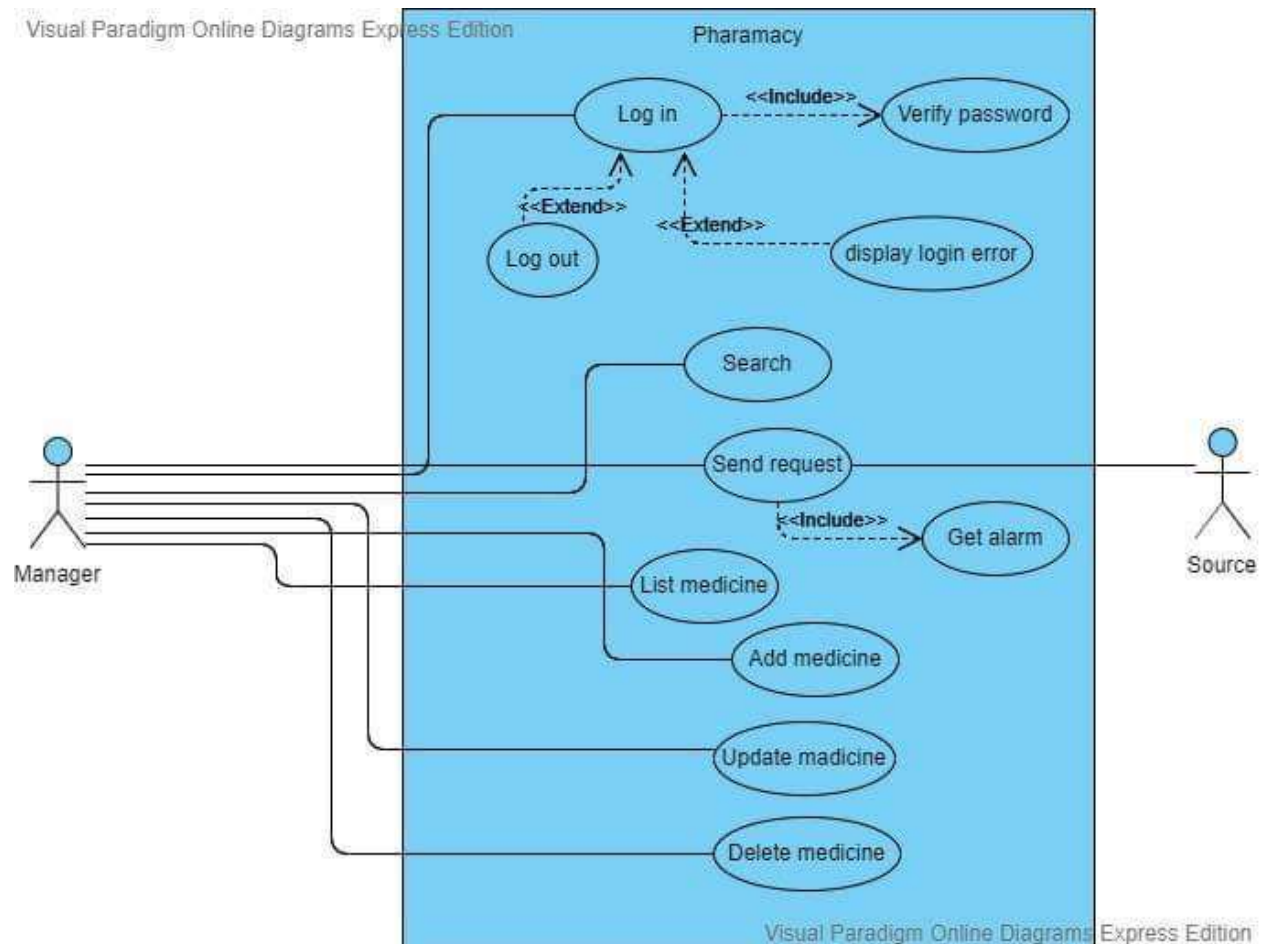 Visual Paradigm Online Diagrams Express Edition
Pharamacy
Log in
<<Include>>
Verify password
<<Extend>>
<<Extend>>
Log out
display login error
Search
Send request
<<Include>>
Get alarm
Manager
Source
List medicine
Add medicine
Update madicine
Delete medicine
Visual Paradigm Online Diagrams Express Edition